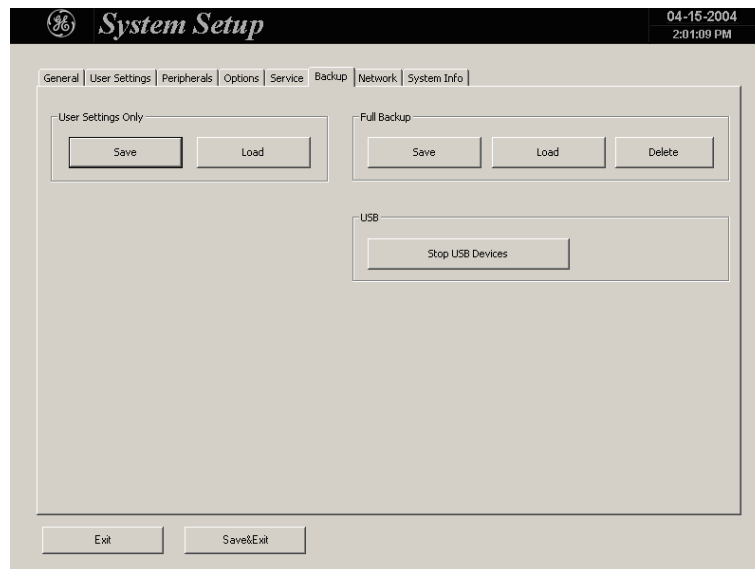 GE System Setup
04-15-2004
2:01:09 PM
General User Settings Peripherals Options Service Backup Network System Info
User Settings Only
Save Load
Full Backup
Save Load Delete
USB
Stop USB Devices
Exit Save&Exit